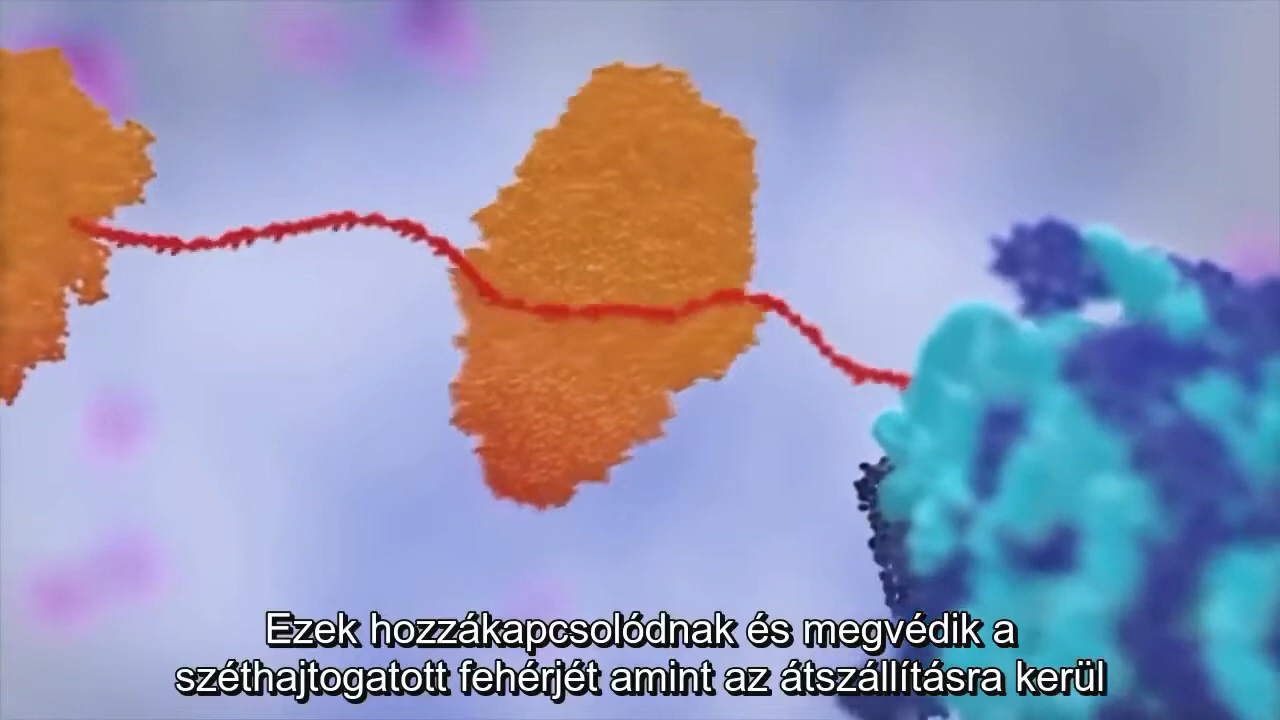 Ezek hozzákapcsolódnak és megvédik a
széthajtogatott fehérjét amint az átszállításra kerül